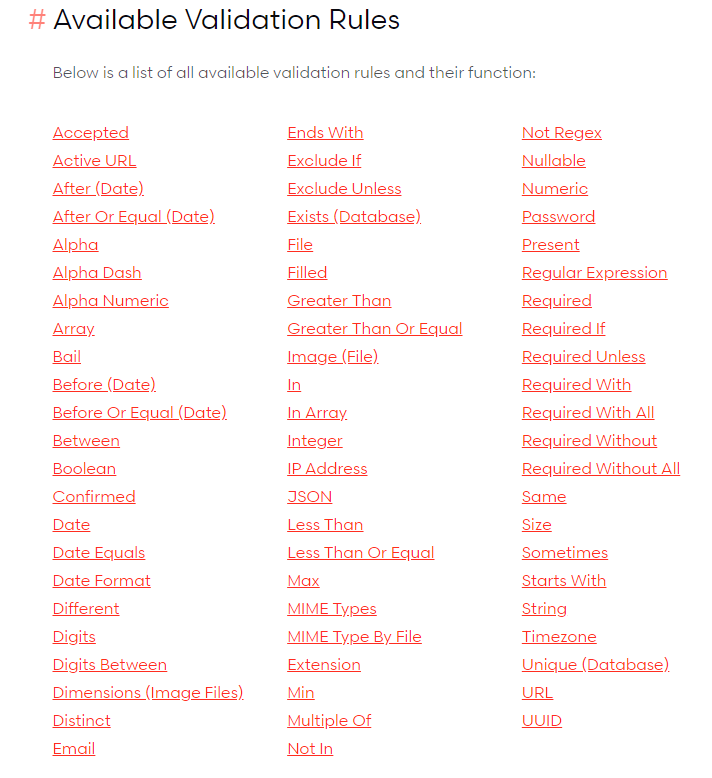 # Available Validation Rules
Below is a list of all available validation rules and their function:
Accepted
Active URL
After (Date)
After Or Equal (Date)
Alpha
Alpha Dash
Alpha Numeric
Array
Bail
Before (Date)
Before Or Equal (Date)
Between
Boolean
Confirmed
Date
Date Equals
Date Format
Different
Digits
Digits Between
Dimensions (Image Files)
Distinct
Email
Ends With
Exclude If
Exclude Unless
Exists (Database)
File
Filled
Greater Than
Greater Than Or Equal
Image (File)
In
In Array
Integer
IP Address
JSON
Less Than
Less Than Or Equal
Max
MIME Types
MIME Type By File
Extension
Min
Multiple Of
Not In
Not Regex
Nullable
Numeric
Password
Present
Regular Expression
Required
Required If
Required Unless
Required With
Required With All
Required Without
Required Without All
Same
Size
Sometimes
Starts With
String
Timezone
Unique (Database)
URL
UUID